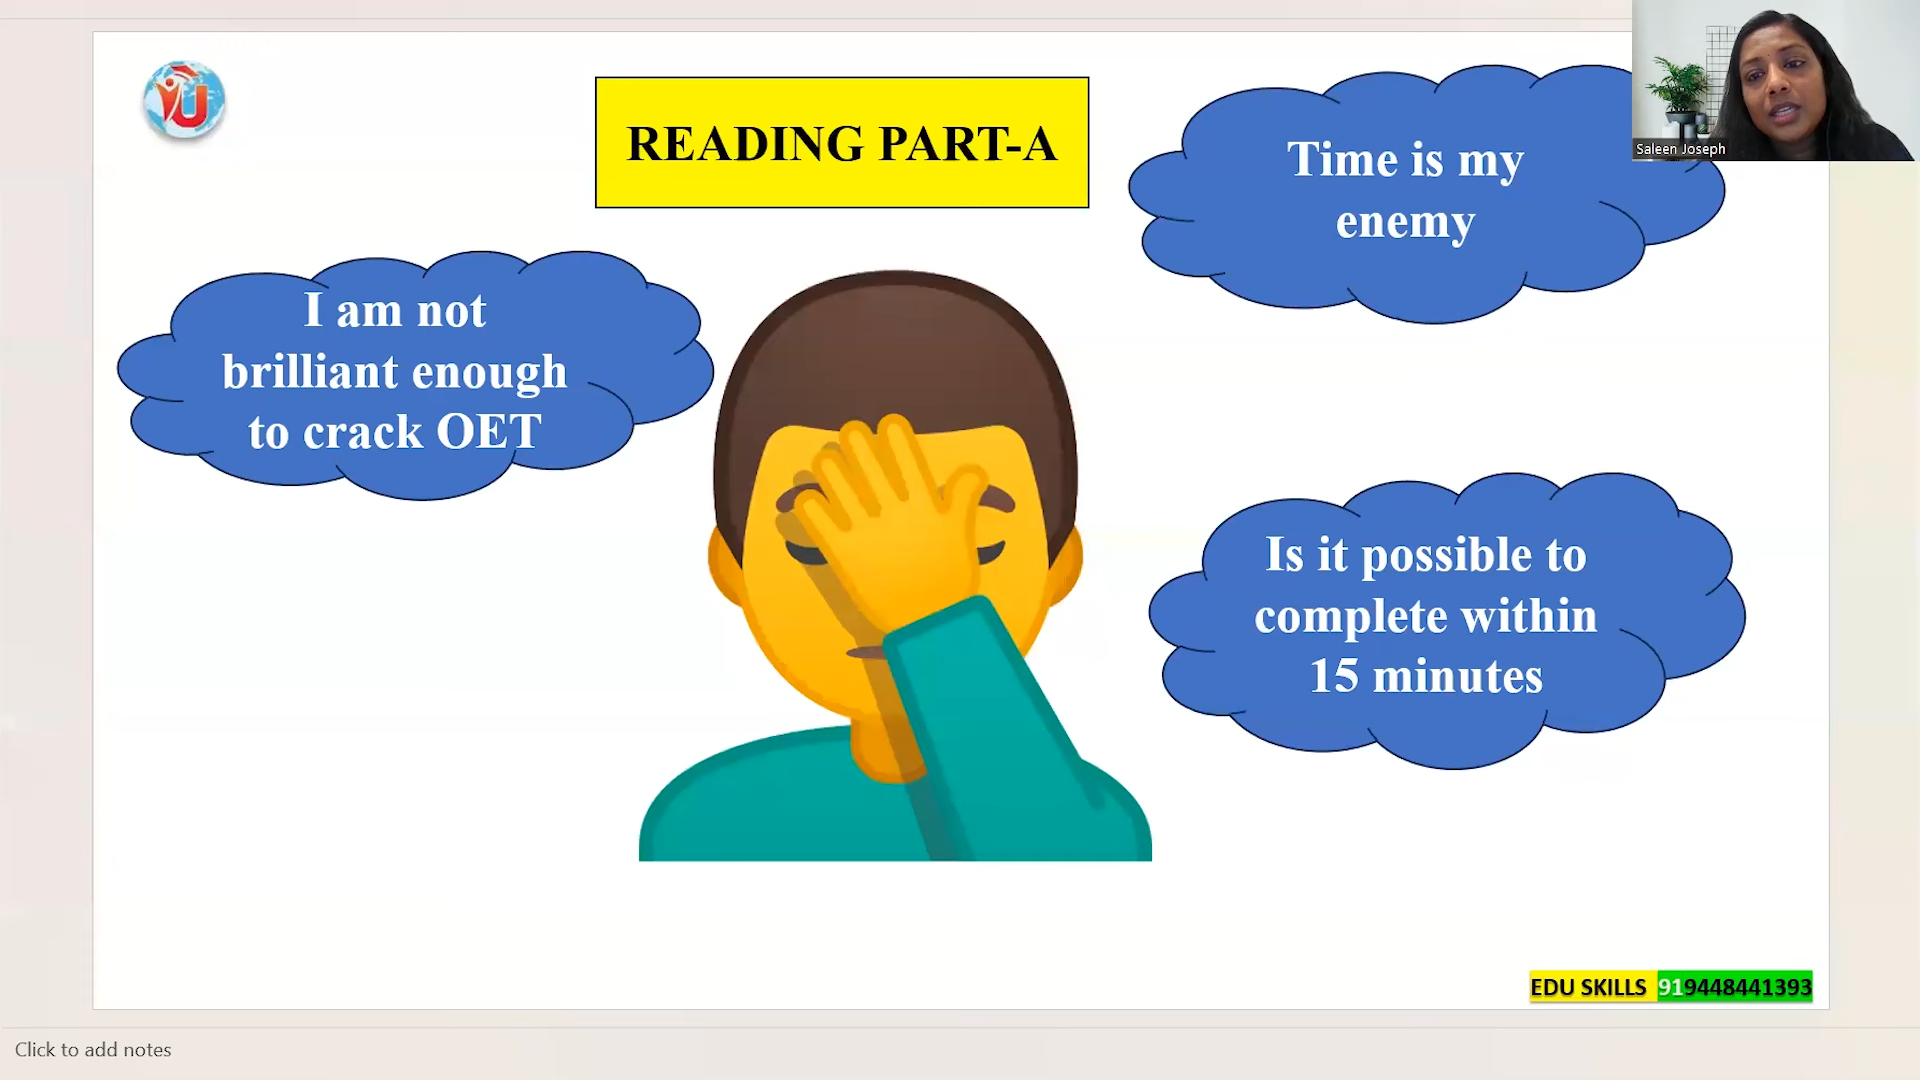 READING PART-A
Time is my
enemy
Saleen Joseph
I am not
brilliant enough
to crack OET
Is it possible to
complete within
15 minutes
EDU SKILLS 919448441393
Click to add notes